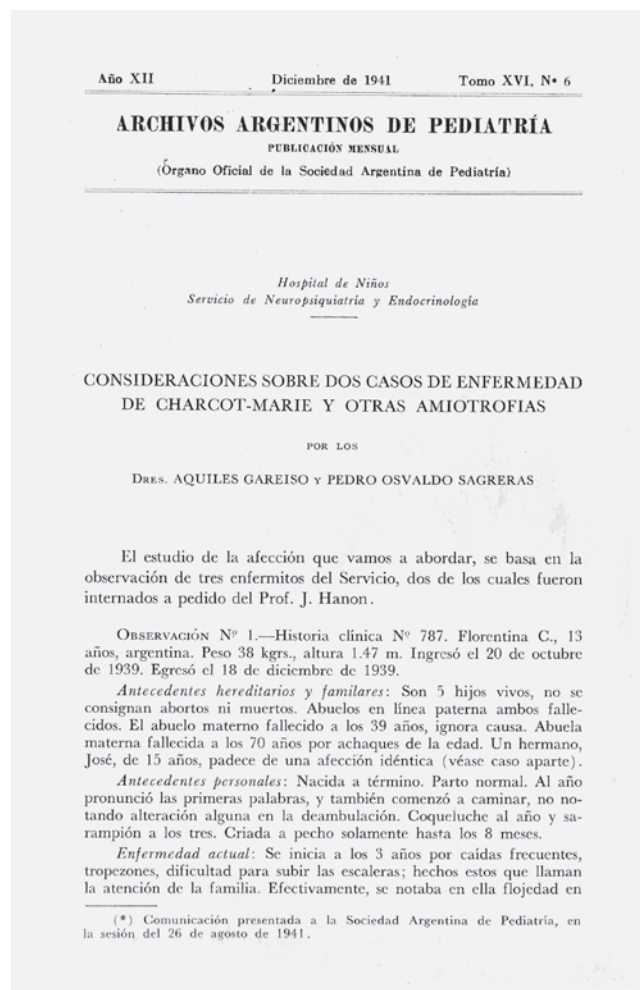 Año XII Diciembre de 1941 Tomo XVI, Nº 6
ARCHIVOS ARGENTINOS DE PEDIATRÍA
PUBLICACIÓN MENSUAL
(Órgano Oficial de la Sociedad Argentina de Pediatría)
Hospital de Niños
Servicio de Neuropsiquiatría y Endocrinología
CONSIDERACIONES SOBRE DOS CASOS DE ENFERMEDAD
DE CHARCOT-MARIE Y OTRAS AMIOTROFIAS
POR LOS
Dres. AQUILES GAREISO y PEDRO OSVALDO SAGRERAS
El estudio de la afección que vamos a abordar, se basa en la
observación de tres enfermitos del Servicio, dos de los cuales fueron
internados a pedido del Prof. J. Hanon.
Observación Nº 1.—Historia clínica Nº 787. Florentina C., 13
años, argentina. Peso 38 kgrs., altura 1.47 m. Ingresó el 20 de octubre
de 1939. Egresó el 18 de diciembre de 1939.
Antecedentes hereditarios y familares: Son 5 hijos vivos, no se
consignan abortos ni muertos. Abuelos en línea paterna ambos falle-
cidos. El abuelo materno fallecido a los 39 años, ignora causa. Abuela
materna fallecida a los 70 años por achaques de la edad. Un hermano,
José, de 15 años, padece de una afección idéntica (véase caso aparte).
Antecedentes personales: Nacida a término. Parto normal. Al año
pronunció las primeras palabras, y también comenzó a caminar, no no-
tando alteración alguna en la deambulación. Coqueluche al año y sa-
rampión a los tres. Criada a pecho solamente hasta los 8 meses.
Enfermedad actual: Se inicia a los 3 años por caídas frecuentes,
tropezones, dificultad para subir las escaleras; hechos estos que llaman
la atención de la familia. Efectivamente, se notaba en ella flojedad en
(*) Comunicación presentada a la Sociedad Argentina de Pediatría, en
la sesión del 26 de agosto de 1941.